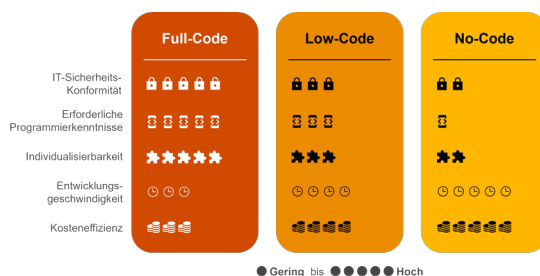 Full-Code
Low-Code
No-Code
IT-Sicherheits-
Konformität
Erforderliche
Programmierkenntnisse
Individualisierbarkeit
Entwicklungs-
geschwindigkeit
Kosteneffizienz
Gering bis Hoch